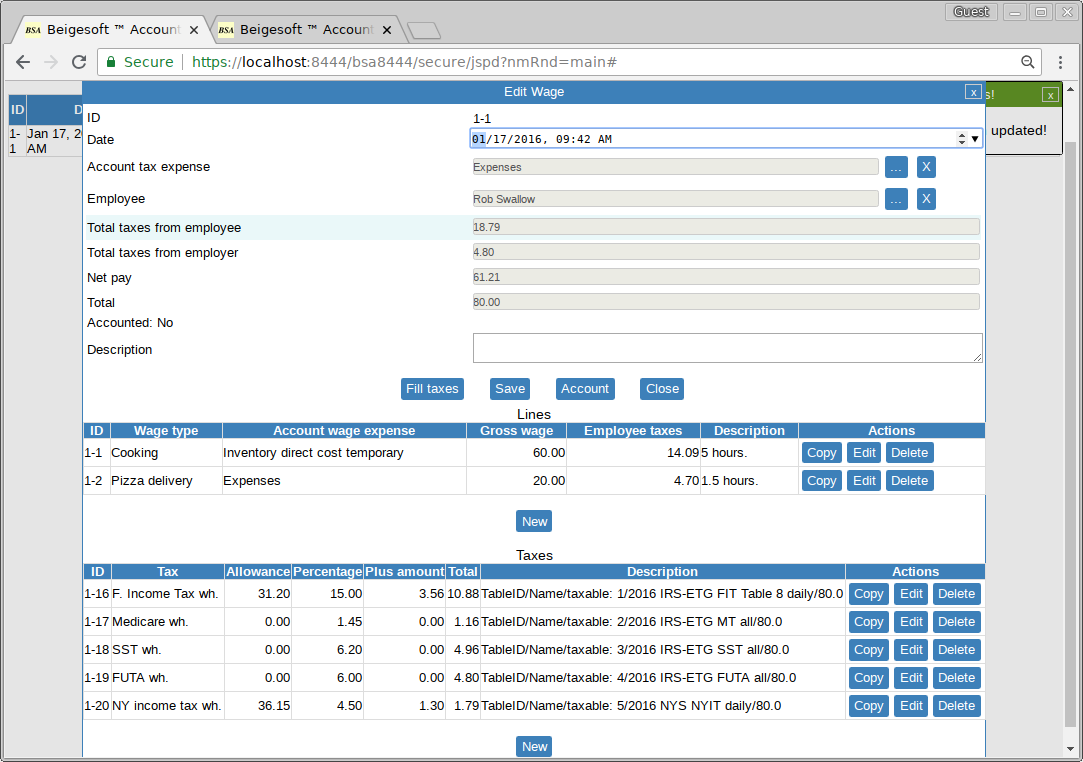 Guest
BSA Beigesoft ™ Account
BSA Beigesoft ™ Account
Secure https://localhost:8444/bsa8444/secure/jspd?nmRnd=main#
ID D
1-1 Jan 17, 20 AM
s! x
updated!
Edit Wage x
ID 1-1
Date 01/17/2016, 09:42 AM
Account tax expense Expenses ... X
Employee Rob Swallow ... X
Total taxes from employee 18.79
Total taxes from employer 4.80
Net pay 61.21
Total 80.00
Accounted: No
Description
Fill taxes Save Account Close
Lines
ID Wage type Account wage expense Gross wage Employee taxes Description Actions
1-1 Cooking Inventory direct cost temporary 60.00 14.09 5 hours. Copy Edit Delete
1-2 Pizza delivery Expenses 20.00 4.70 1.5 hours. Copy Edit Delete
New
Taxes
ID Tax Allowance Percentage Plus amount Total Description Actions
1-16 F. Income Tax wh. 31.20 15.00 3.56 10.88 TableID/Name/taxable: 1/2016 IRS-ETG FIT Table 8 daily/80.0 Copy Edit Delete
1-17 Medicare wh. 0.00 1.45 0.00 1.16 TableID/Name/taxable: 2/2016 IRS-ETG MT all/80.0 Copy Edit Delete
1-18 SST wh. 0.00 6.20 0.00 4.96 TableID/Name/taxable: 3/2016 IRS-ETG SST all/80.0 Copy Edit Delete
1-19 FUTA wh. 0.00 6.00 0.00 4.80 TableID/Name/taxable: 4/2016 IRS-ETG FUTA all/80.0 Copy Edit Delete
1-20 NY income tax wh. 36.15 4.50 1.30 1.79 TableID/Name/taxable: 5/2016 NYS NYIT daily/80.0 Copy Edit Delete
New